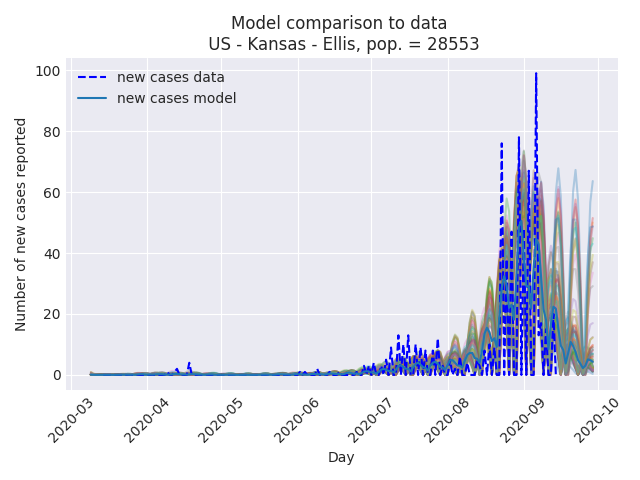 Model comparison to data
US - Kansas - Ellis, pop. = 28553
new cases data
new cases model
Number of new cases reported
100
80
60
40
20
0
2020-03
2020-04
2020-05
2020-06
2020-07
2020-08
2020-09
2020-10
Day